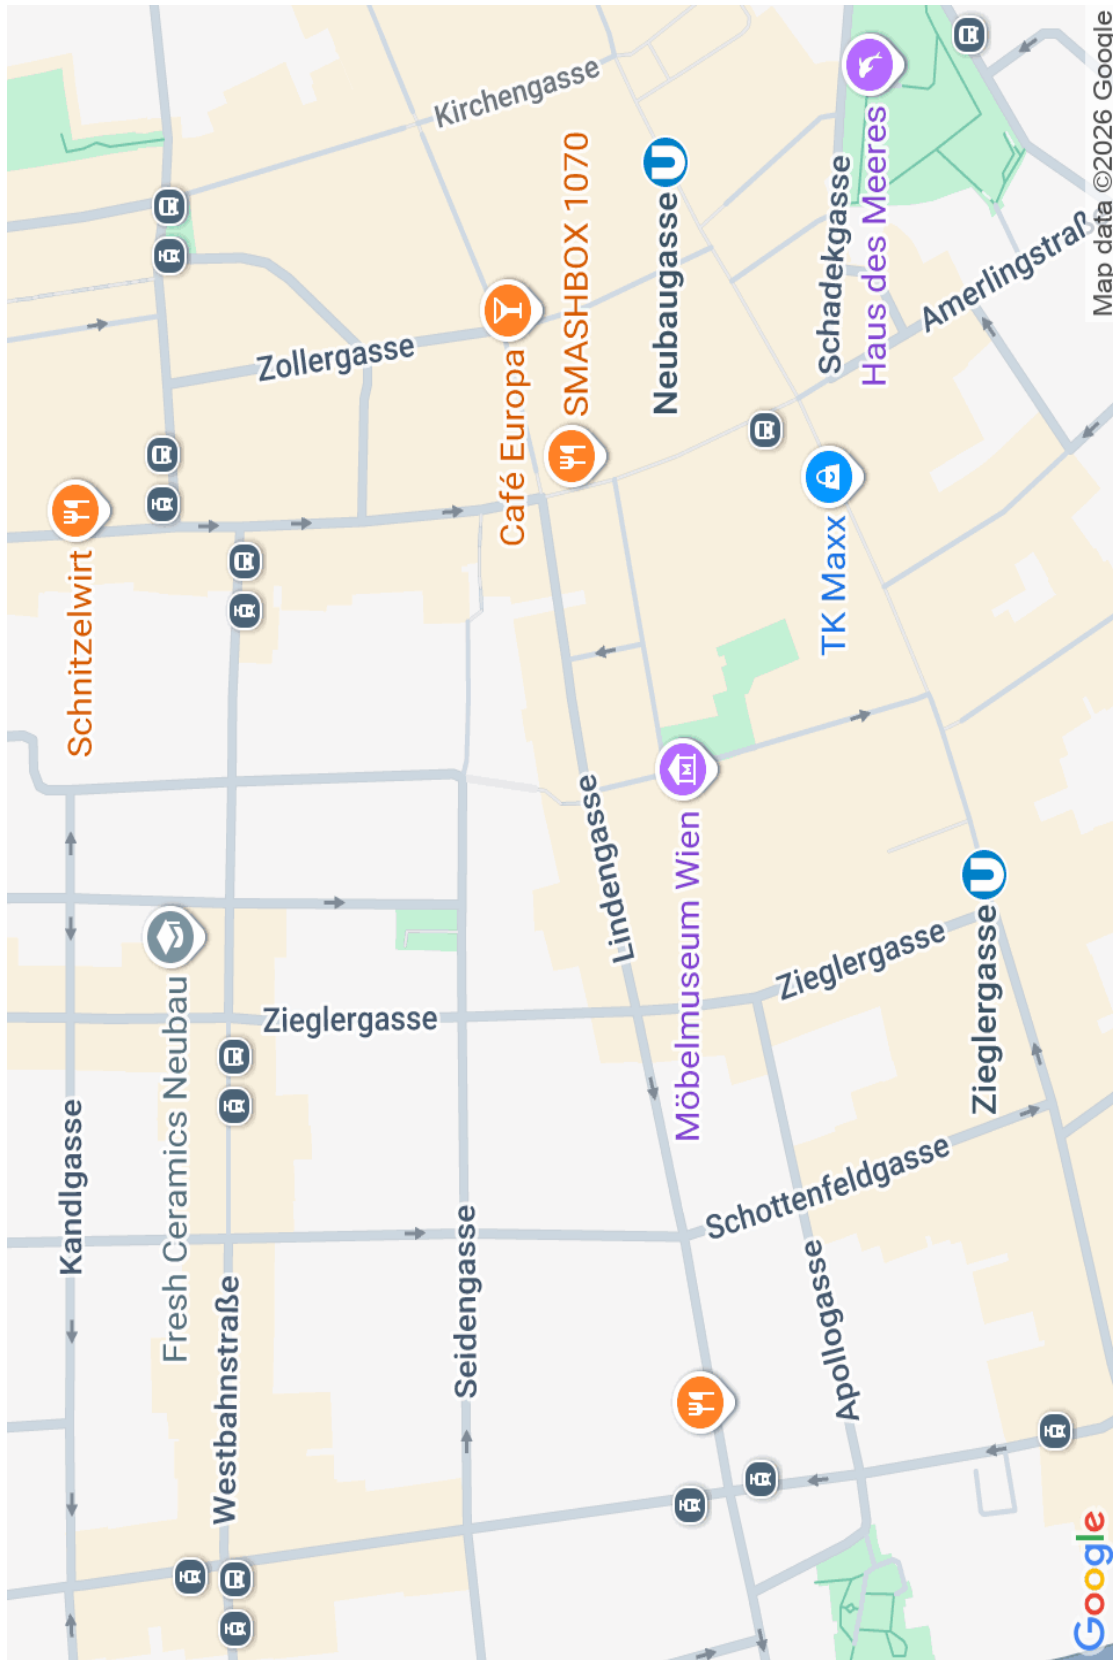 Schnitzelwirt
Kirchengasse
Zollergasse
Café Europa
SMASHBOX 1070
Neubaugasse
Schadekgasse
Haus des Meeres
Amerlingstraß
TK Maxx
Kandlgasse
Fresh Ceramics Neubau
Westbahnstraße
Zieglergasse
Seidengasse
Lindengasse
Möbelmuseum Wien
Zieglergasse
Zieglergasse
Schottenfeldgasse
Apollogasse
Google
Map data ©2026 Google